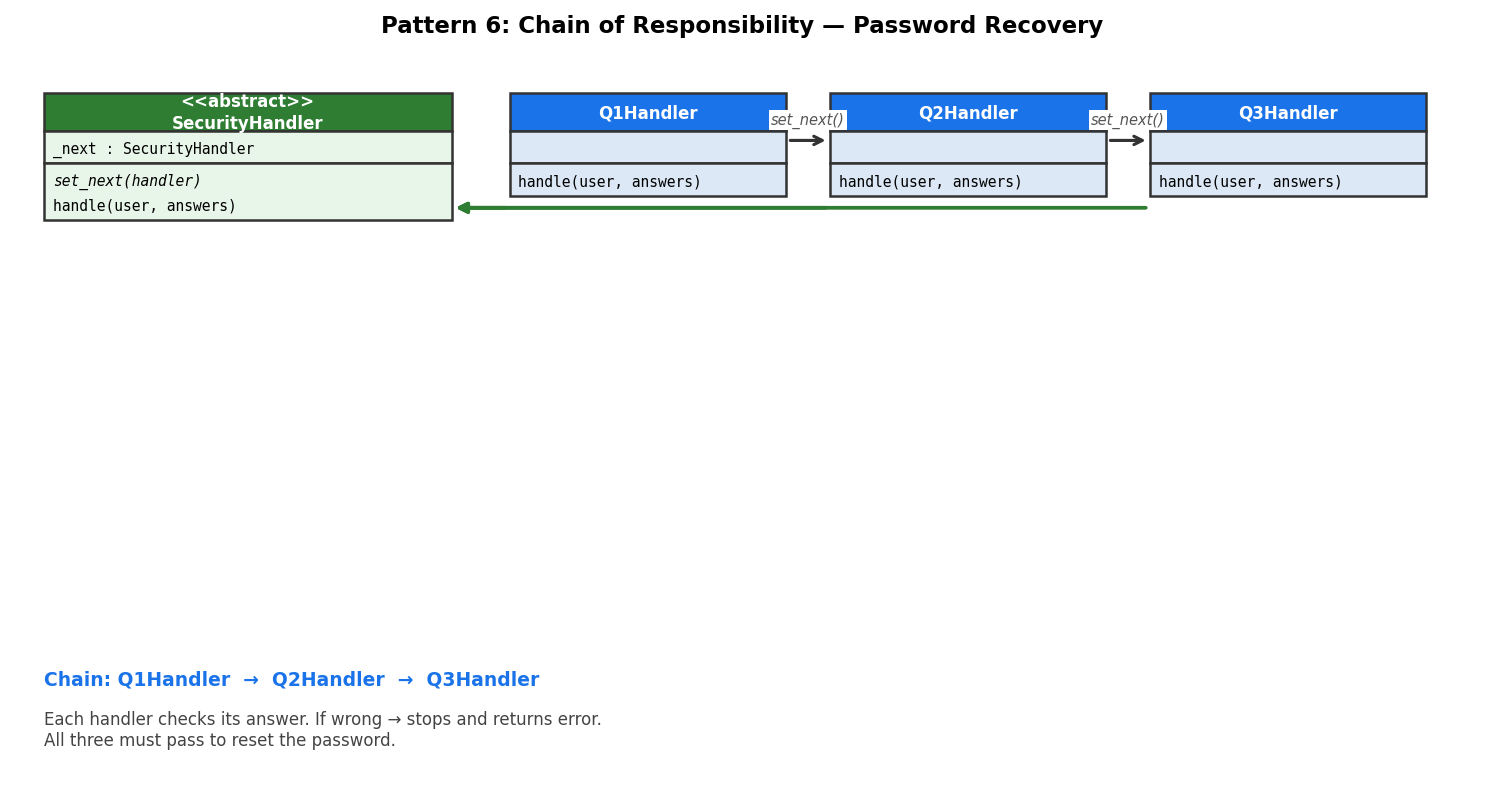 Pattern 6: Chain of Responsibility — Password Recovery
<<abstract>>
SecurityHandler
_next : SecurityHandler
set_next(handler)
handle(user, answers)
Q1Handler
handle(user, answers)
set_next()
Q2Handler
handle(user, answers)
set_next()
Q3Handler
handle(user, answers)
Chain: Q1Handler → Q2Handler → Q3Handler
Each handler checks its answer. If wrong → stops and returns error.
All three must pass to reset the password.